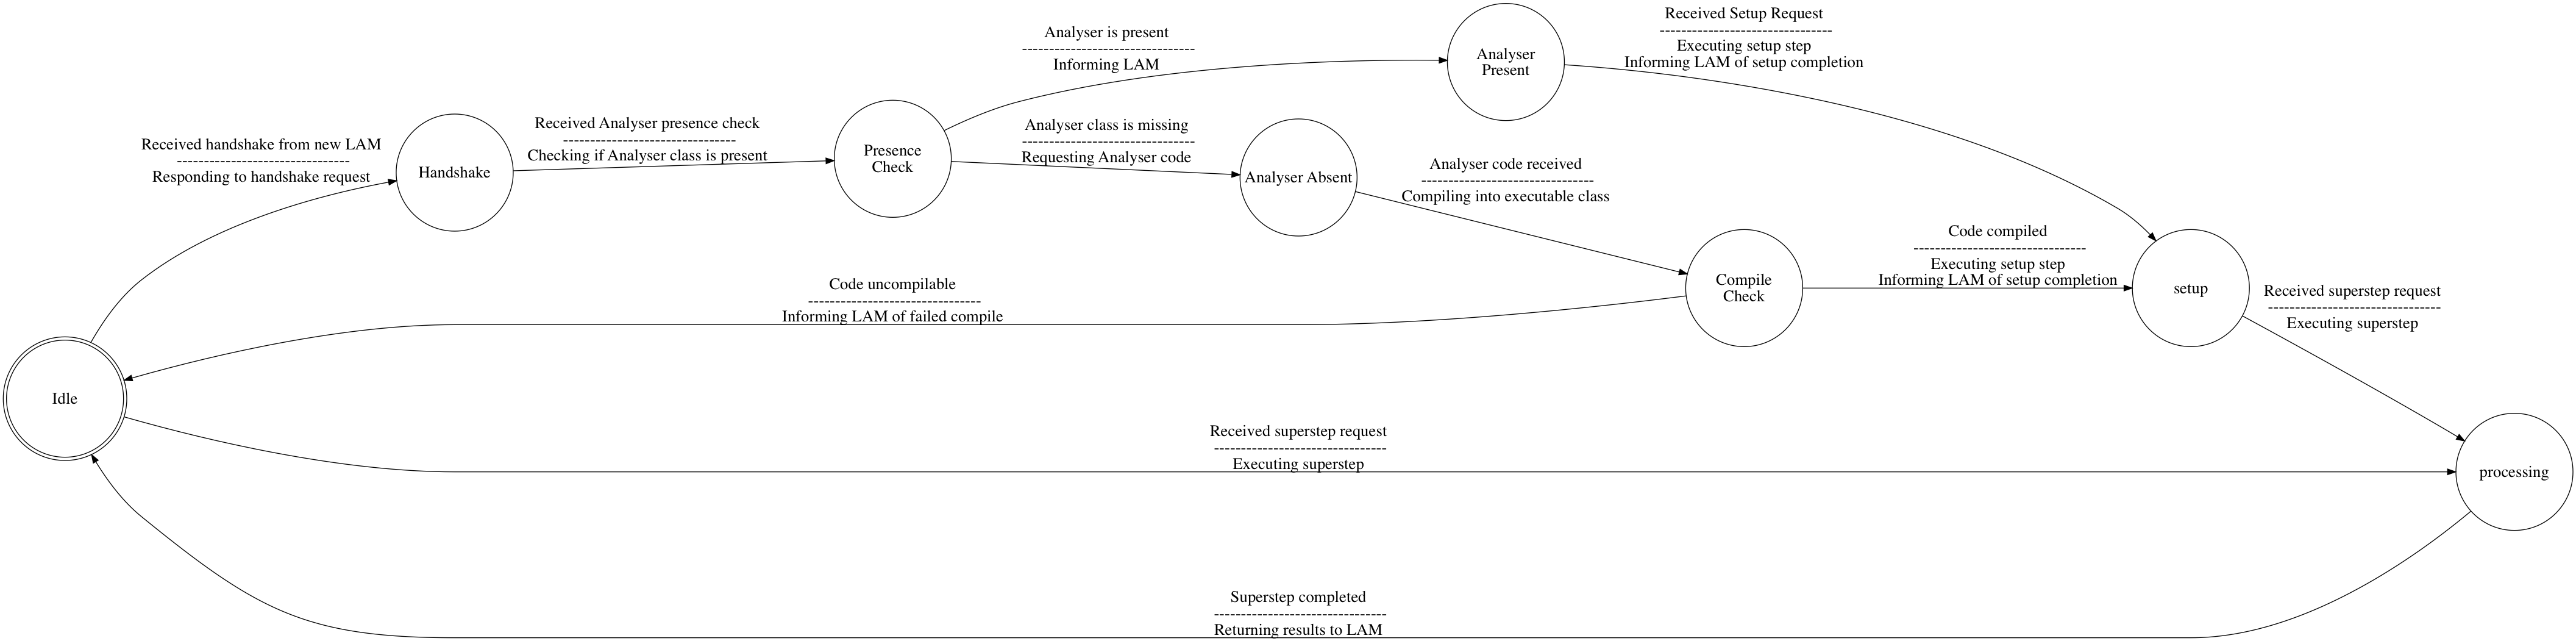 Received Setup Request
--------------------------------
Executing setup step
Informing LAM of setup completion
Analyser is present
--------------------------------
Informing LAM
Analyser
Present
Received handshake from new LAM
--------------------------------
Responding to handshake request
Handshake
Received Analyser presence check
--------------------------------
Checking if Analyser class is present
Presence
Check
Analyser class is missing
--------------------------------
Requesting Analyser code
Analyser Absent
Analyser code received
--------------------------------
Compiling into executable class
Code uncompilable
--------------------------------
Informing LAM of failed compile
Compile
Check
Code compiled
--------------------------------
Executing setup step
Informing LAM of setup completion
setup
Received superstep request
--------------------------------
Executing superstep
Idle
Received superstep request
--------------------------------
Executing superstep
processing
Superstep completed
--------------------------------
Returning results to LAM